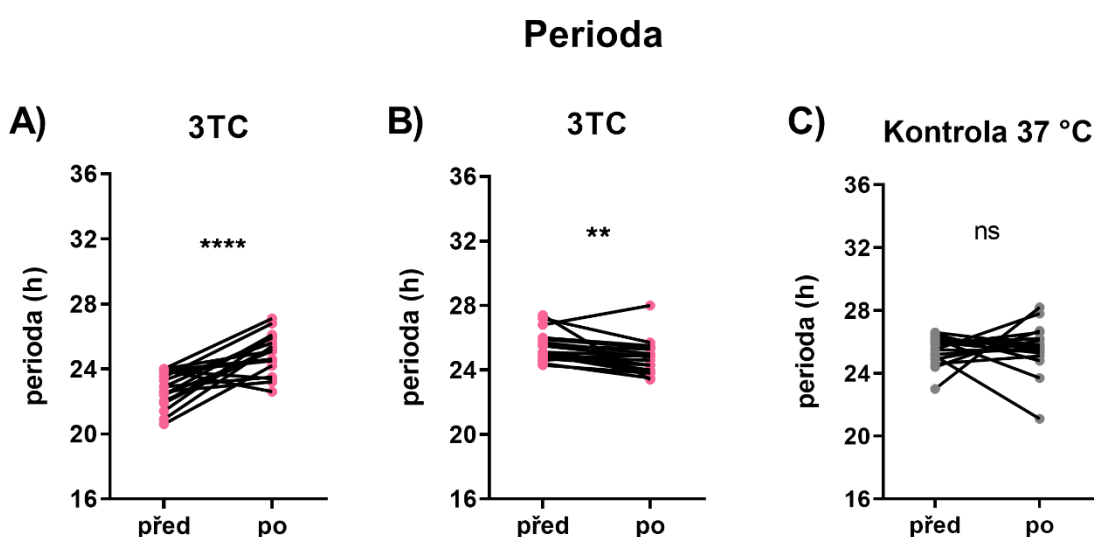 Perioda
A)
3TC
perioda (h)
36
32
28
24
20
16
****
před
po
B)
3TC
perioda (h)
36
32
28
24
20
16
**
před
po
C)
Kontrola 37 °C
perioda (h)
36
32
28
24
20
16
ns
před
po